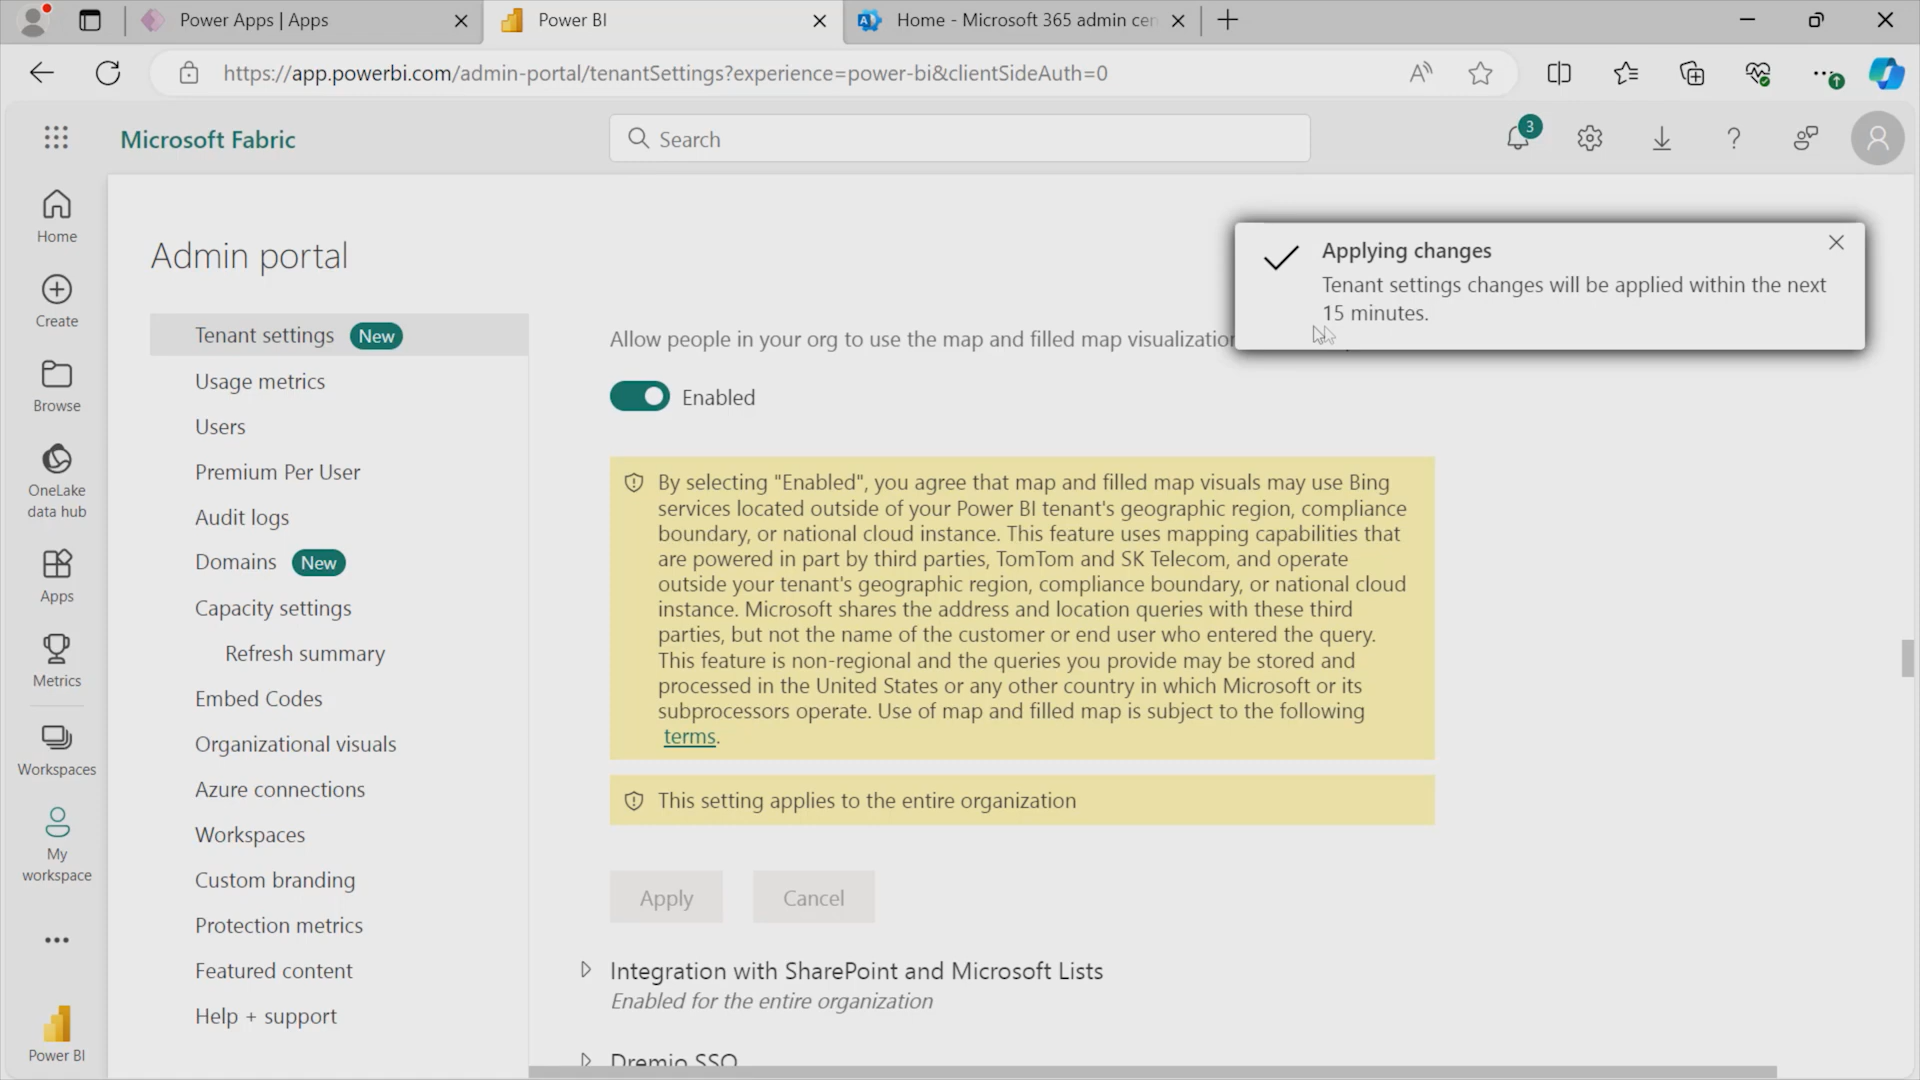 Power Apps | Apps
Power BI
Home - Microsoft 365 admin cen
https://app.powerbi.com/admin-portal/tenantSettings?experience=power-bi&clientSideAuth=0
Microsoft Fabric
Search
3
Home
Create
Browse
OneLake
data hub
Apps
Metrics
Workspaces
My
workspace
Power BI
Admin portal
Tenant settings New
Usage metrics
Users
Premium Per User
Audit logs
Domains New
Capacity settings
Refresh summary
Embed Codes
Organizational visuals
Azure connections
Workspaces
Custom branding
Protection metrics
Featured content
Help + support
Applying changes
Tenant settings changes will be applied within the next
15 minutes.
Allow people in your org to use the map and filled map visualization
Enabled
By selecting "Enabled", you agree that map and filled map visuals may use Bing
services located outside of your Power BI tenant's geographic region, compliance
boundary, or national cloud instance. This feature uses mapping capabilities that
are powered in part by third parties, TomTom and SK Telecom, and operate
outside your tenant's geographic region, compliance boundary, or national cloud
instance. Microsoft shares the address and location queries with these third
parties, but not the name of the customer or end user who entered the query.
This feature is non-regional and the queries you provide may be stored and
processed in the United States or any other country in which Microsoft or its
subprocessors operate. Use of map and filled map is subject to the following
terms.
This setting applies to the entire organization
Apply
Cancel
Integration with SharePoint and Microsoft Lists
Enabled for the entire organization
Dremio SSO